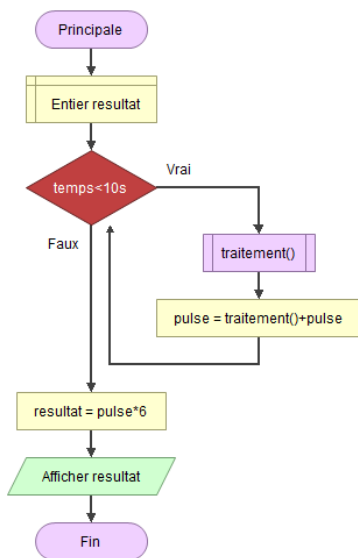 Principale
Entier resultat
temps<10s
Vrai
Faux
traitement()
pulse = traitement()+pulse
resultat = pulse*6
Afficher resultat
Fin